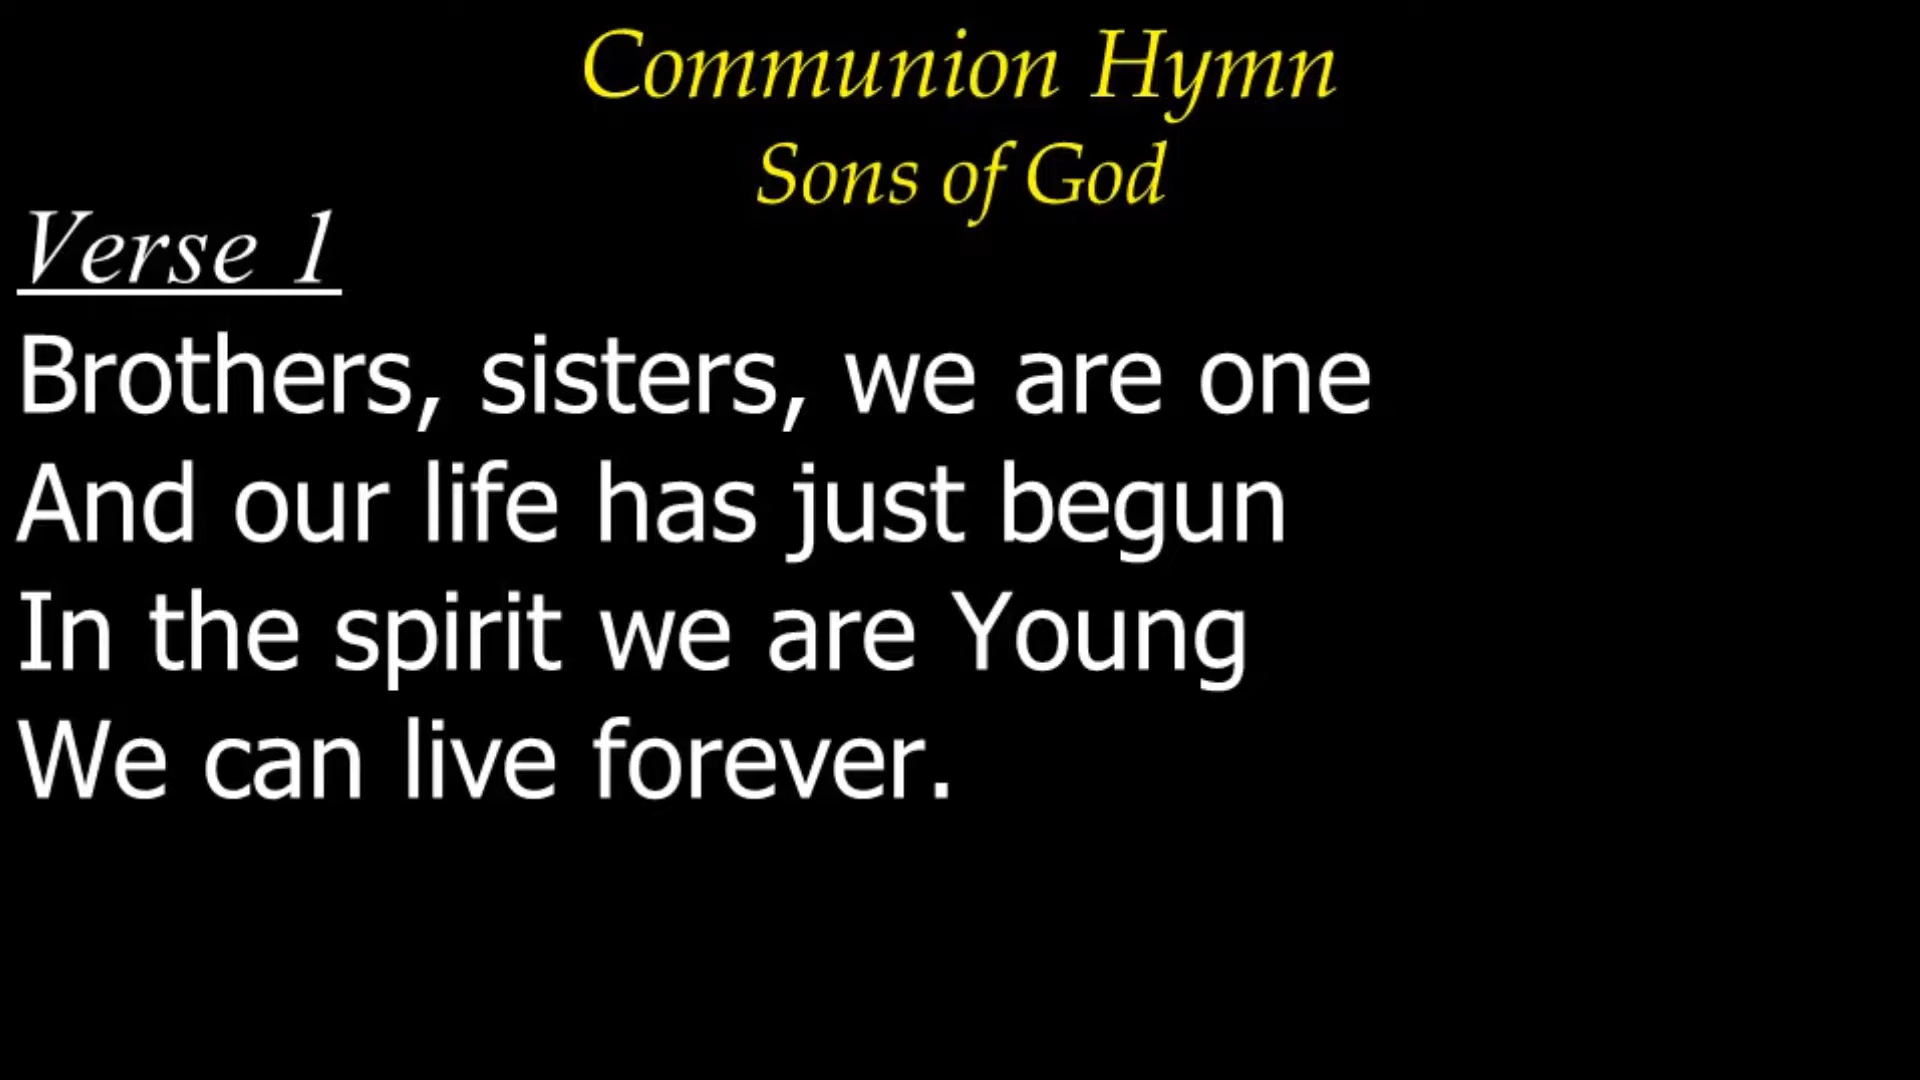 Communion Hymn
Sons of God
Verse 1
Brothers, sisters, we are one
And our life has just begun
In the spirit we are Young
We can live forever.